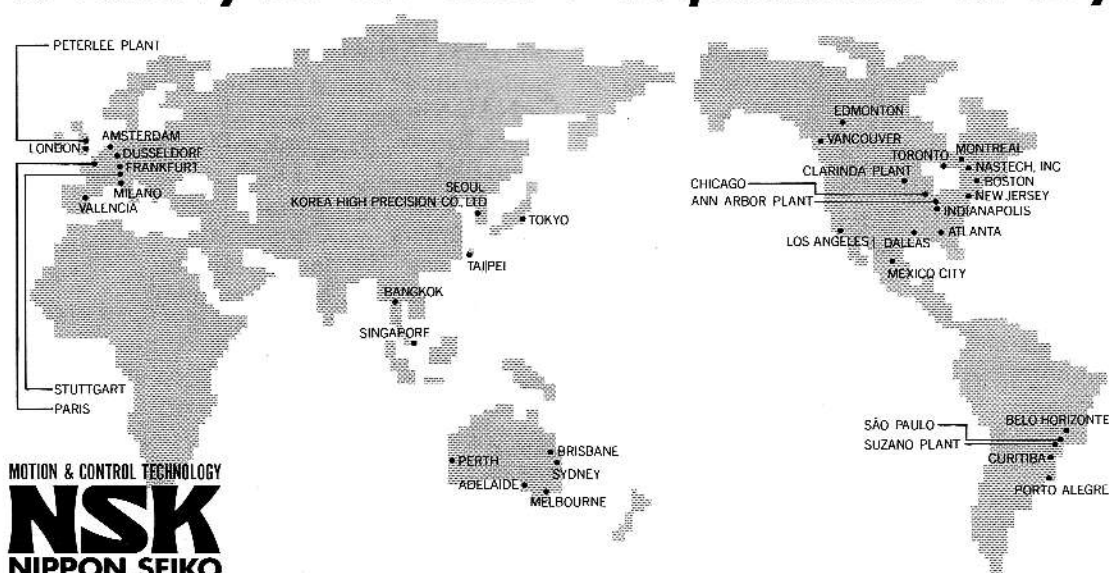 PETERLEE PLANT
LONDON
AMSTERDAM
DUSSELDORF
FRANKFURT
MILANO
VALENCIA
STUTTGART
PARIS
SEOUL
KOREA HIGH PRECISION CO., LTD
TOKYO
TAIPEI
BANGKOK
SINGAPORE
PERTH
ADELAIDE
BRISBANE
SYDNEY
MELBOURNE
EDMONTON
VANCOUVER
TORONTO
MONTREAL
NASTECH, INC
CLARINDA PLANT
BOSTON
CHICAGO
NEW JERSEY
ANN ARBOR PLANT
INDIANAPOLIS
LOS ANGELES
DALLAS
ATLANTA
MEXICO CITY
SÃO PAULO
BELO HORIZONTE
SUZANO PLANT
CURITIBA
PORTO ALEGRE
MOTION & CONTROL TECHNOLOGY
NSK
NIPPON SEIKO